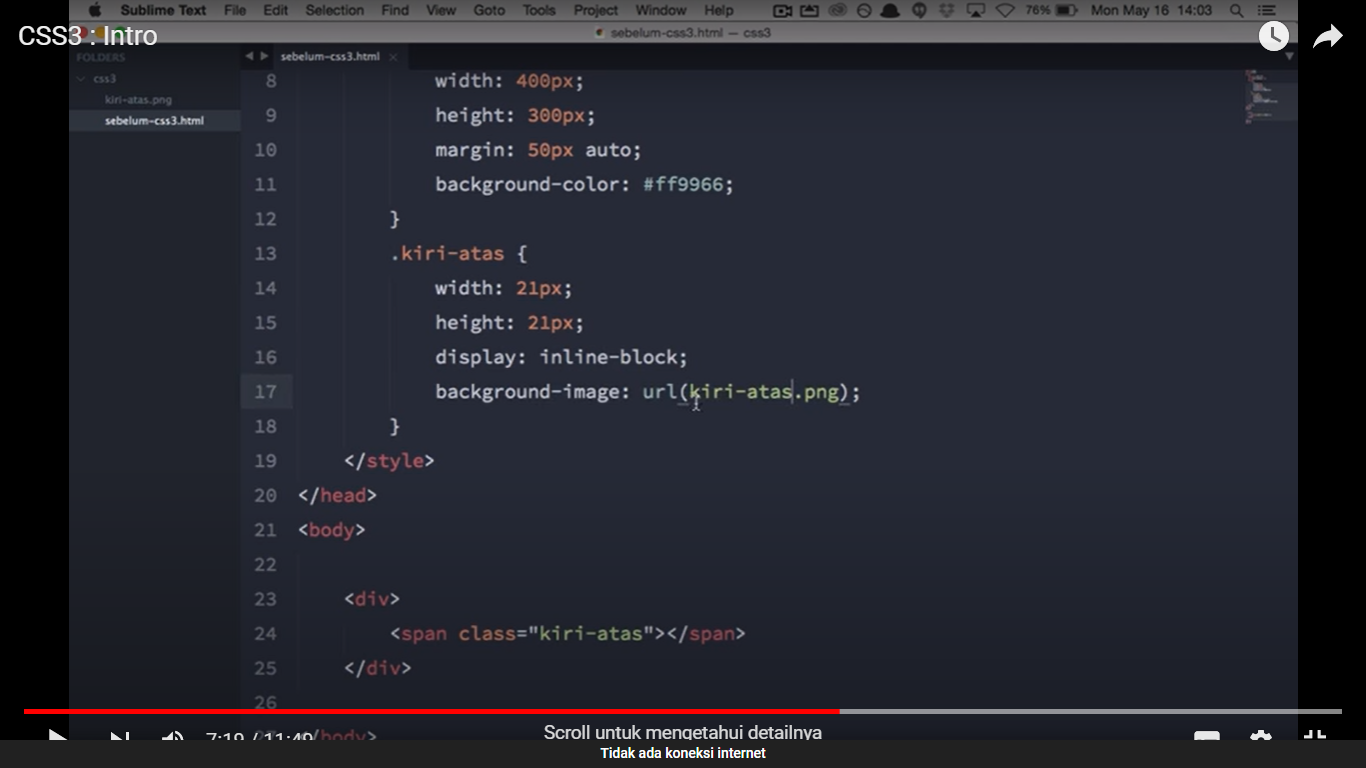 Sublime Text File Edit Selection Find View Goto Tools Project Window Help 76% Mon May 16 14:03
CSS3 : Intro
sebelum-css3.html — css3
FOLDERS
css3
kiri-atas.png
sebelum-css3.html
sebelum-css3.html
8 width: 400px;
9 height: 300px;
10 margin: 50px auto;
11 background-color: #ff9966;
12 }
13 .kiri-atas {
14 width: 21px;
15 height: 21px;
16 display: inline-block;
17 background-image: url(kiri-atas.png);
18 }
19 </style>
20 </head>
21 <body>
22
23 <div>
24 <span class="kiri-atas"></span>
25 </div>
26
27 </body>
7:19 / 11:49
Scroll untuk mengetahui detailnya
Tidak ada koneksi internet